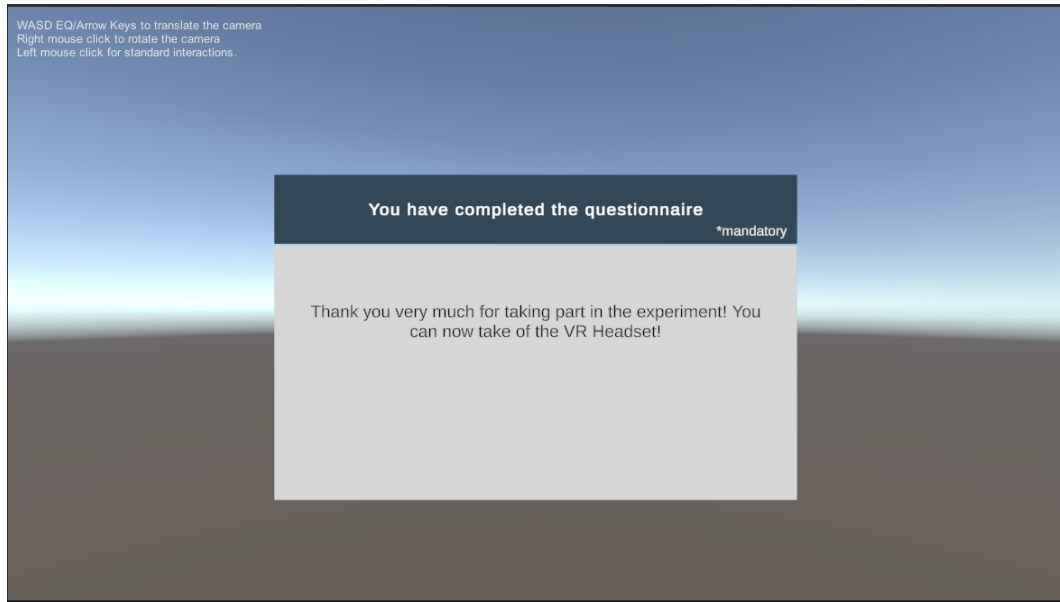 WASD EQ/Arrow Keys to translate the camera
Right mouse click to rotate the camera
Left mouse click for standard interactions.
You have completed the questionnaire
*mandatory
Thank you very much for taking part in the experiment! You
can now take of the VR Headset!